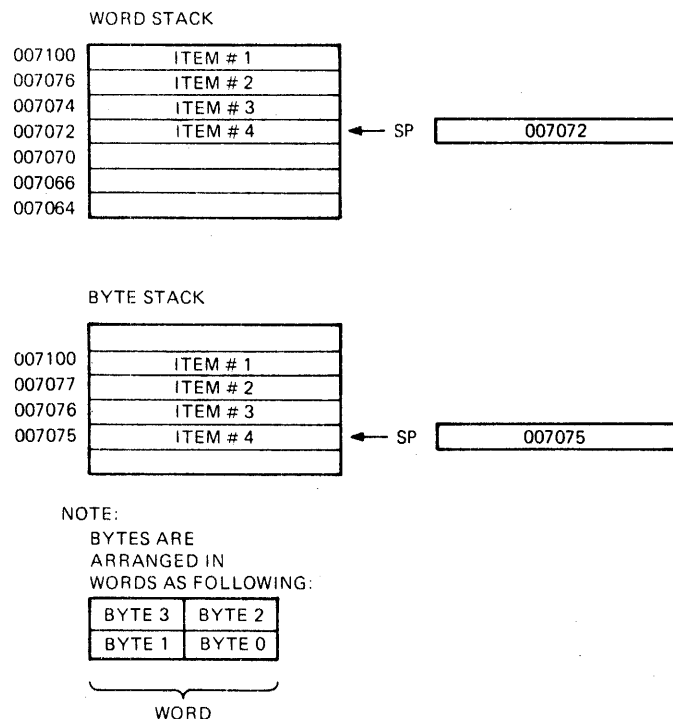 WORD STACK
007100 ITEM # 1
007076 ITEM # 2
007074 ITEM # 3
007072 ITEM # 4 SP 007072
007070
007066
007064
BYTE STACK
007100 ITEM # 1
007077 ITEM # 2
007076 ITEM # 3
007075 ITEM # 4 SP 007075
NOTE:
BYTES ARE
ARRANGED IN
WORDS AS FOLLOWING:
BYTE 3 BYTE 2
BYTE 1 BYTE 0
WORD